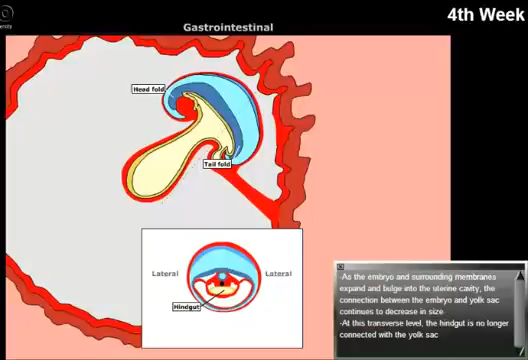 4th Week
Gastrointestinal
Head fold
Tail fold
Lateral
Lateral
Hindgut
-As the embryo and surrounding membranes
expand and bulge into the uterine cavity, the
connection between the embryo and yolk sac
continues to decrease in size
-At this transverse level, the hindgut is no longer
connected with the yolk sac